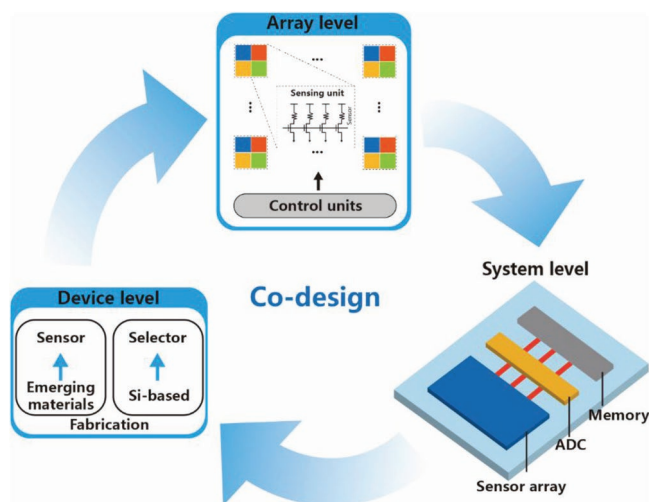 Array level
...
Sensing unit
Sensor
...
Control units
System level
Memory
ADC
Sensor array
Co-design
Device level
Sensor
Emerging
materials
Selector
Si-based
Fabrication